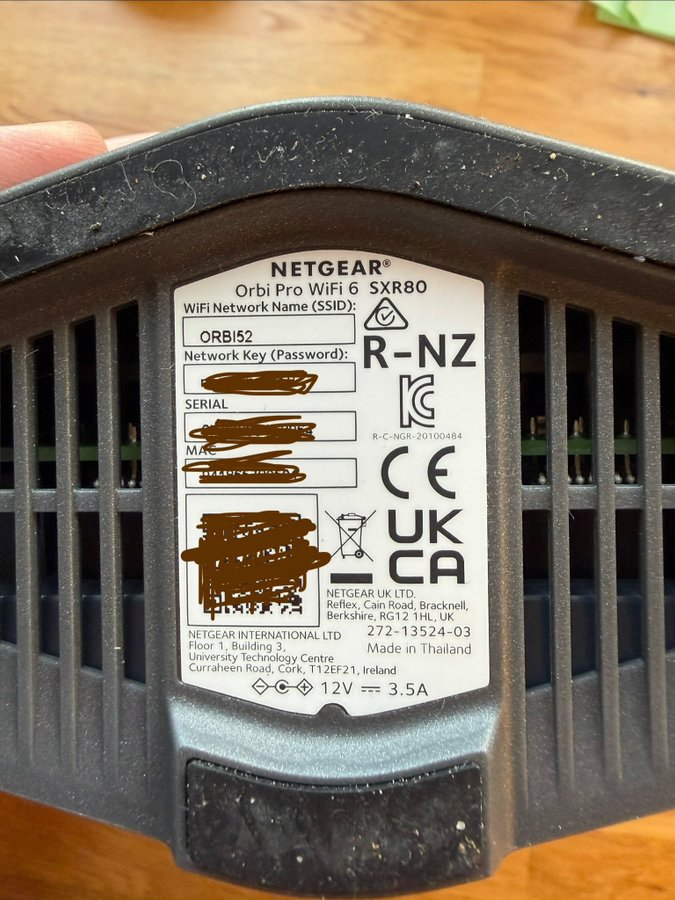 NETGEAR®
Orbi Pro WiFi 6 SXR80
WiFi Network Name (SSID):
ORBI52
Network Key (Password):
SERIAL
MAC
R-NZ
R-C-NGR-20100484
CE
UK
CA
NETGEAR UK LTD.
Reflex, Cain Road, Bracknell,
Berkshire, RG12 1HL, UK
272-13524-03
Made in Thailand
NETGEAR INTERNATIONAL LTD
Floor 1, Building 3,
University Technology Centre
Curraheen Road, Cork, T12EF21, Ireland
12V ⎓ 3.5A